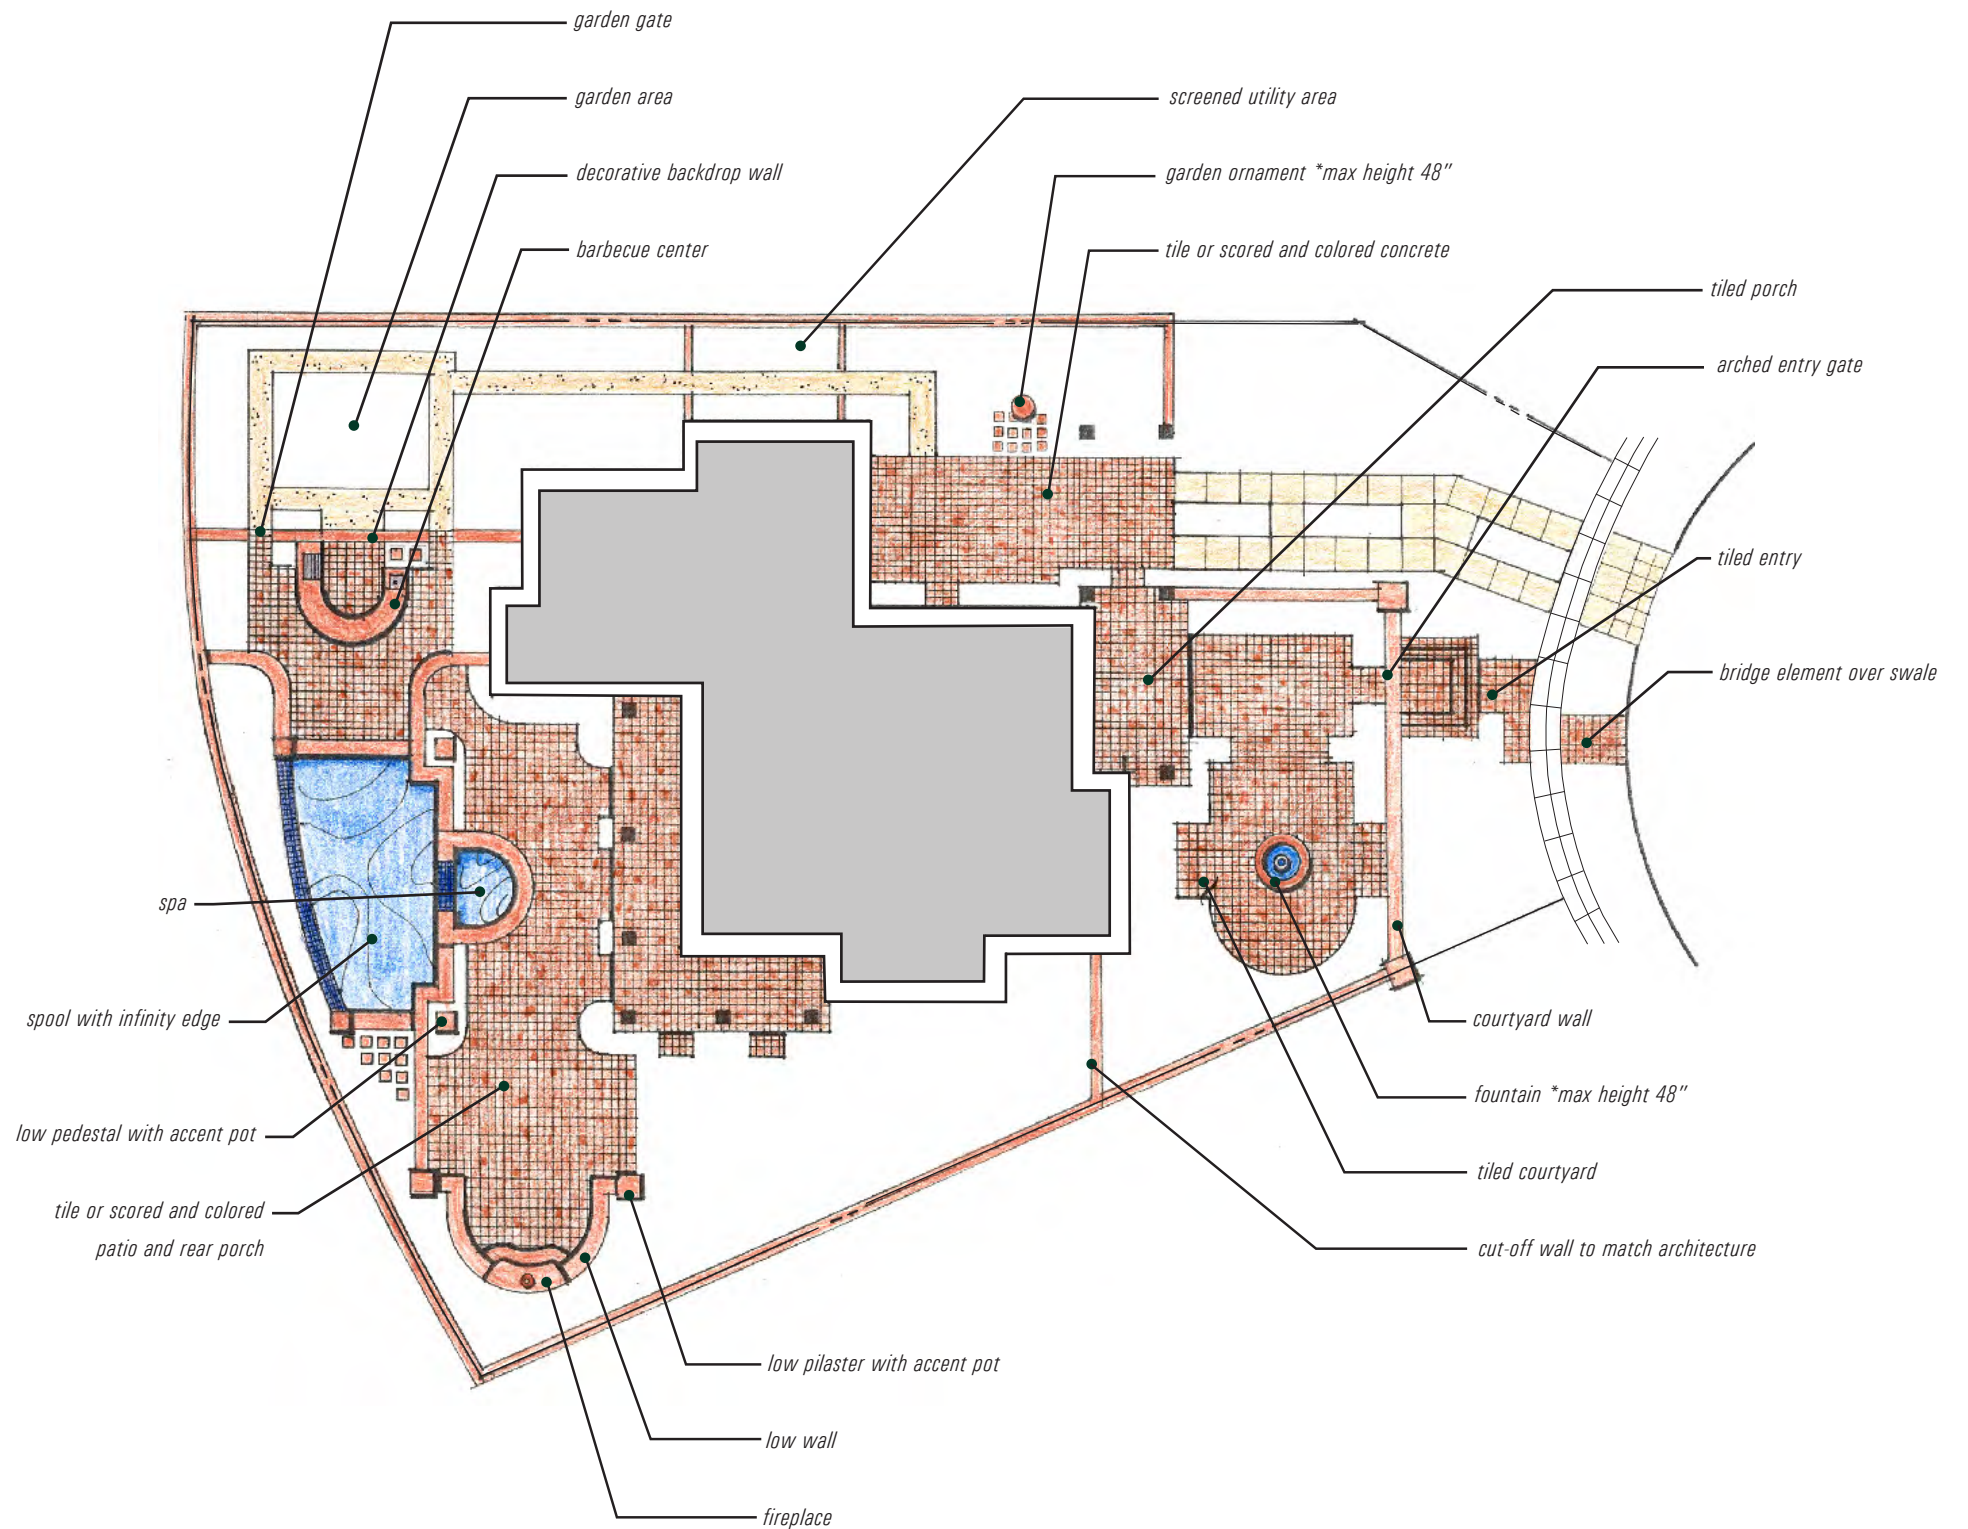 garden gate
garden area
decorative backdrop wall
barbecue center
screened utility area
garden ornament *max height 48"
tile or scored and colored concrete
tiled porch
arched entry gate
tiled entry
bridge element over swale
spa
spool with infinity edge
low pedestal with accent pot
tile or scored and colored
patio and rear porch
courtyard wall
fountain *max height 48"
tiled courtyard
cut-off wall to match architecture
low pilaster with accent pot
low wall
fireplace